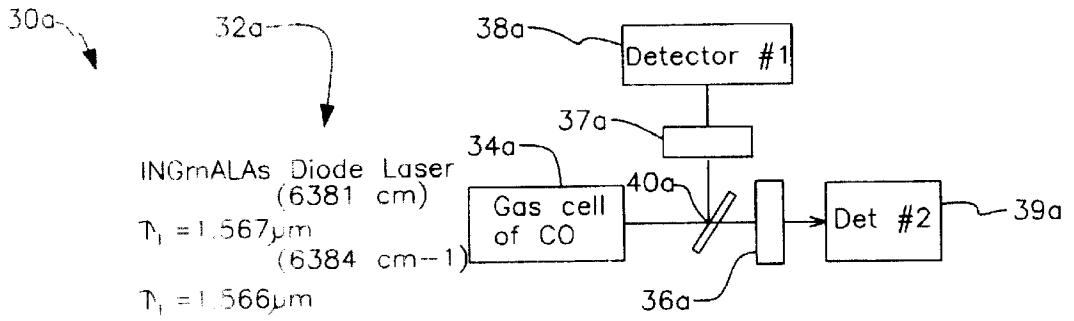 30a
32a
38a
Detector #1
37a
34a
INGmALAs Diode Laser
(6381 cm)
Gas cell
of CO
40a
Det #2
39a
λ₁ = 1.567μm
(6384 cm-1)
36a
λ₁ = 1.566μm